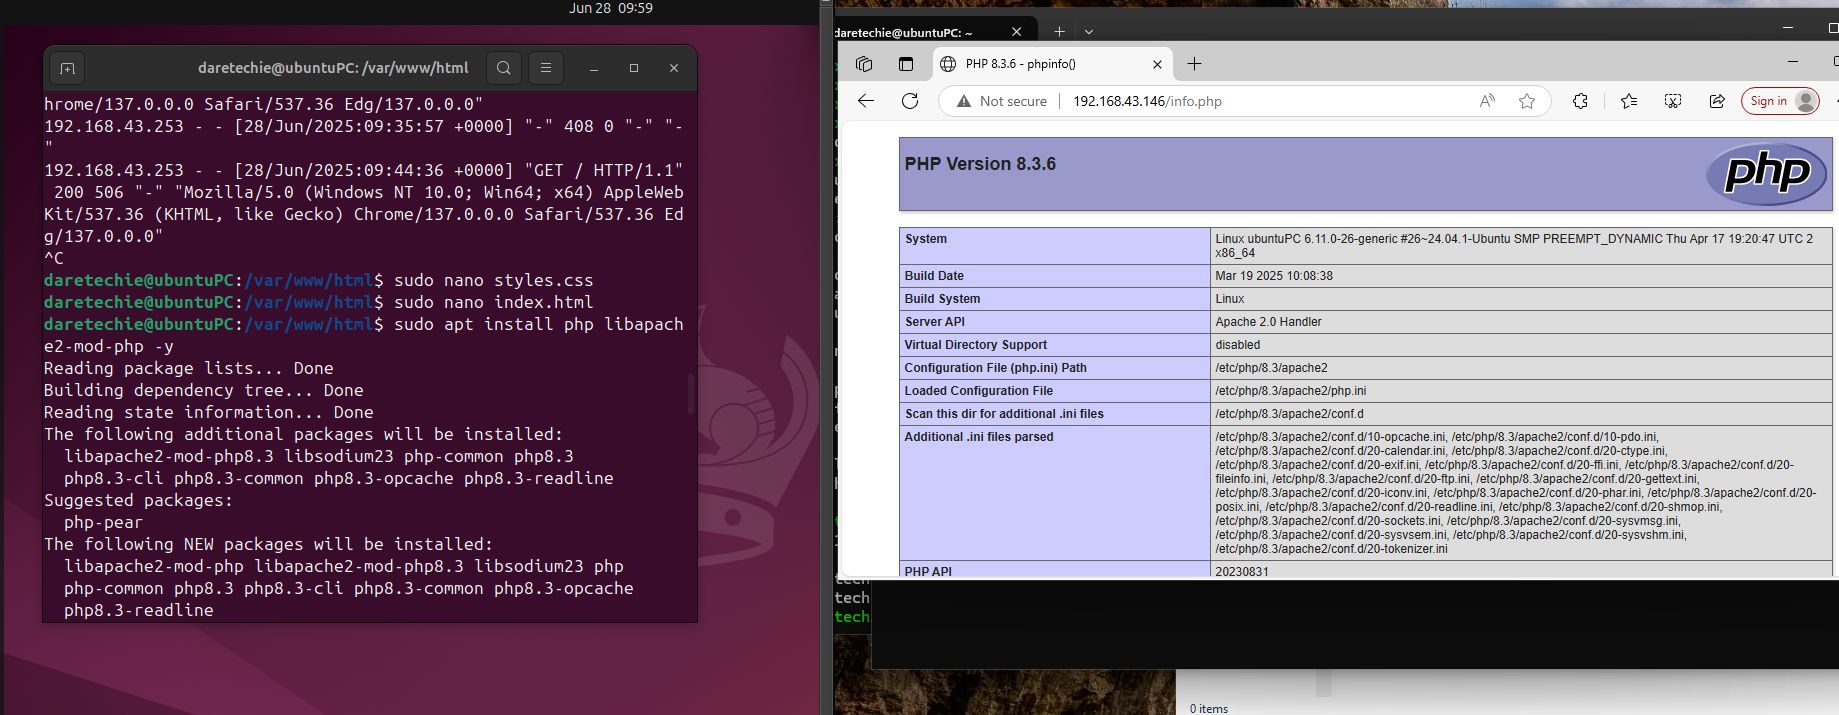 Jun 28 09:59
daretechie@ubuntuPC: /var/www/html
hrome/137.0.0.0 Safari/537.36 Edg/137.0.0.0"
192.168.43.253 - - [28/Jun/2025:09:35:57 +0000] "-" 408 0 "-" "-
"
192.168.43.253 - - [28/Jun/2025:09:44:36 +0000] "GET / HTTP/1.1"
200 506 "-" "Mozilla/5.0 (Windows NT 10.0; Win64; x64) AppleWeb
Kit/537.36 (KHTML, like Gecko) Chrome/137.0.0.0 Safari/537.36 Ed
g/137.0.0.0"
^C
daretechie@ubuntuPC:/var/www/html$ sudo nano styles.css
daretechie@ubuntuPC:/var/www/html$ sudo nano index.html
daretechie@ubuntuPC:/var/www/html$ sudo apt install php libapach
e2-mod-php -y
Reading package lists... Done
Building dependency tree... Done
Reading state information... Done
The following additional packages will be installed:
libapache2-mod-php8.3 libsodium23 php-common php8.3
php8.3-cli php8.3-common php8.3-opcache php8.3-readline
Suggested packages:
php-pear
The following NEW packages will be installed:
libapache2-mod-php libapache2-mod-php8.3 libsodium23 php
php-common php8.3 php8.3-cli php8.3-common php8.3-opcache
php8.3-readline
daretechie@ubuntuPC: ~
PHP 8.3.6 - phpinfo()
Not secure
192.168.43.146/info.php
Sign in
PHP Version 8.3.6
php
System
Linux ubuntuPC 6.11.0-26-generic #26~24.04.1-Ubuntu SMP PREEMPT_DYNAMIC Thu Apr 17 19:20:47 UTC 2
x86_64
Build Date
Mar 19 2025 10:08:38
Build System
Linux
Server API
Apache 2.0 Handler
Virtual Directory Support
disabled
Configuration File (php.ini) Path
/etc/php/8.3/apache2
Loaded Configuration File
/etc/php/8.3/apache2/php.ini
Scan this dir for additional .ini files
/etc/php/8.3/apache2/conf.d
Additional .ini files parsed
/etc/php/8.3/apache2/conf.d/10-opcache.ini, /etc/php/8.3/apache2/conf.d/10-pdo.ini,
/etc/php/8.3/apache2/conf.d/20-calendar.ini, /etc/php/8.3/apache2/conf.d/20-ctype.ini,
/etc/php/8.3/apache2/conf.d/20-exif.ini, /etc/php/8.3/apache2/conf.d/20-ffi.ini, /etc/php/8.3/apache2/conf.d/20-
fileinfo.ini, /etc/php/8.3/apache2/conf.d/20-ftp.ini, /etc/php/8.3/apache2/conf.d/20-gettext.ini,
/etc/php/8.3/apache2/conf.d/20-iconv.ini, /etc/php/8.3/apache2/conf.d/20-phar.ini, /etc/php/8.3/apache2/conf.d/20-
posix.ini, /etc/php/8.3/apache2/conf.d/20-readline.ini, /etc/php/8.3/apache2/conf.d/20-shmop.ini,
/etc/php/8.3/apache2/conf.d/20-sockets.ini, /etc/php/8.3/apache2/conf.d/20-sysvmsg.ini,
/etc/php/8.3/apache2/conf.d/20-sysvsem.ini, /etc/php/8.3/apache2/conf.d/20-sysvshm.ini,
/etc/php/8.3/apache2/conf.d/20-tokenizer.ini
PHP API
20230831
tech
tech
0 items